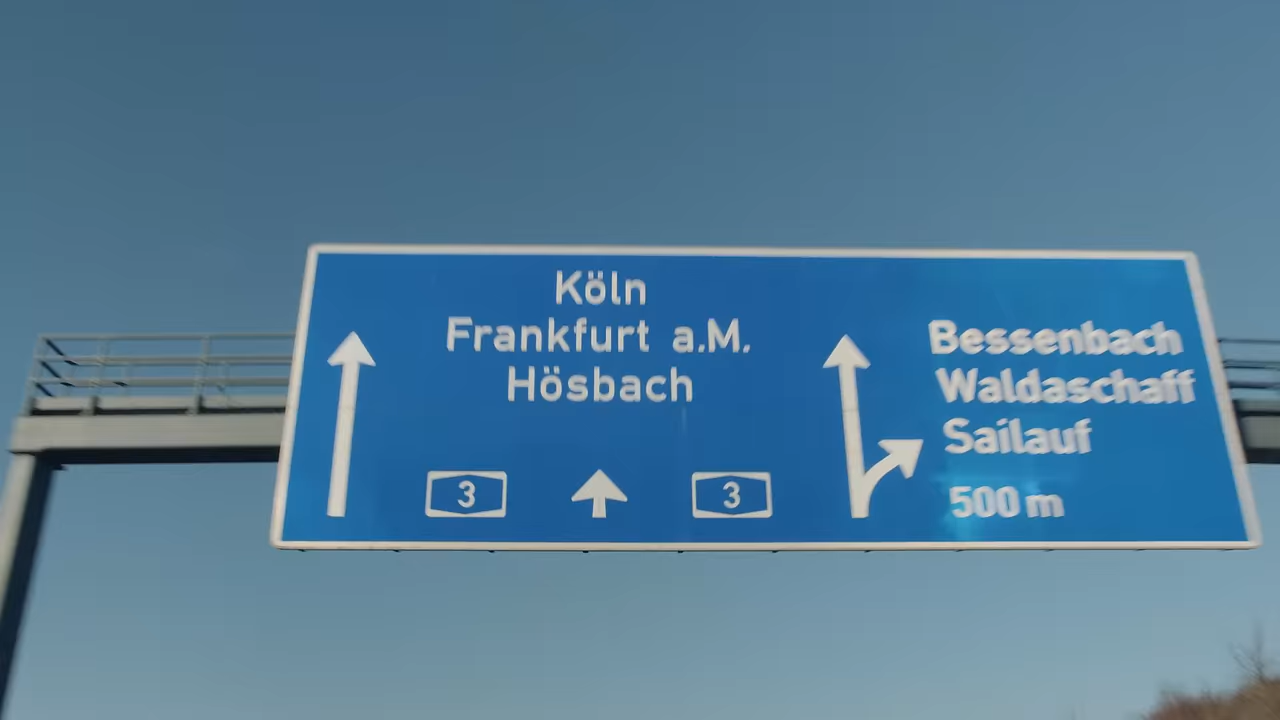 Köln
Frankfurt a.M.
Hösbach
3
3
Bessenbach
Waldaschaff
Sailauf
500 m